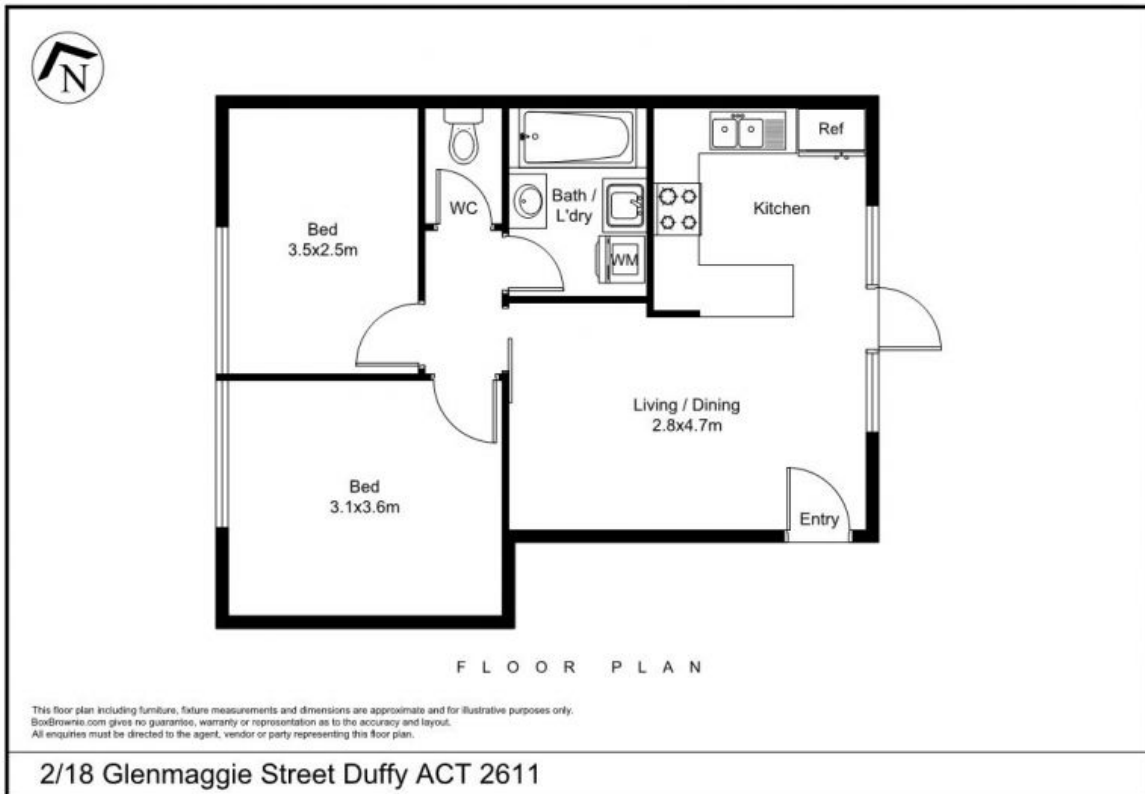 N
Ref
WC
Bath /
L'dry
Kitchen
Bed
3.5x2.5m
WM
Living / Dining
2.8x4.7m
Bed
3.1x3.6m
Entry
FLOOR PLAN
This floor plan including furniture, fixture measurements and dimensions are approximate and for illustrative purposes only.
BoxBrownie.com gives no guarantee, warranty or representation as to the accuracy and layout.
All enquiries must be directed to the agent, vendor or party representing this floor plan.
2/18 Glenmaggie Street Duffy ACT 2611